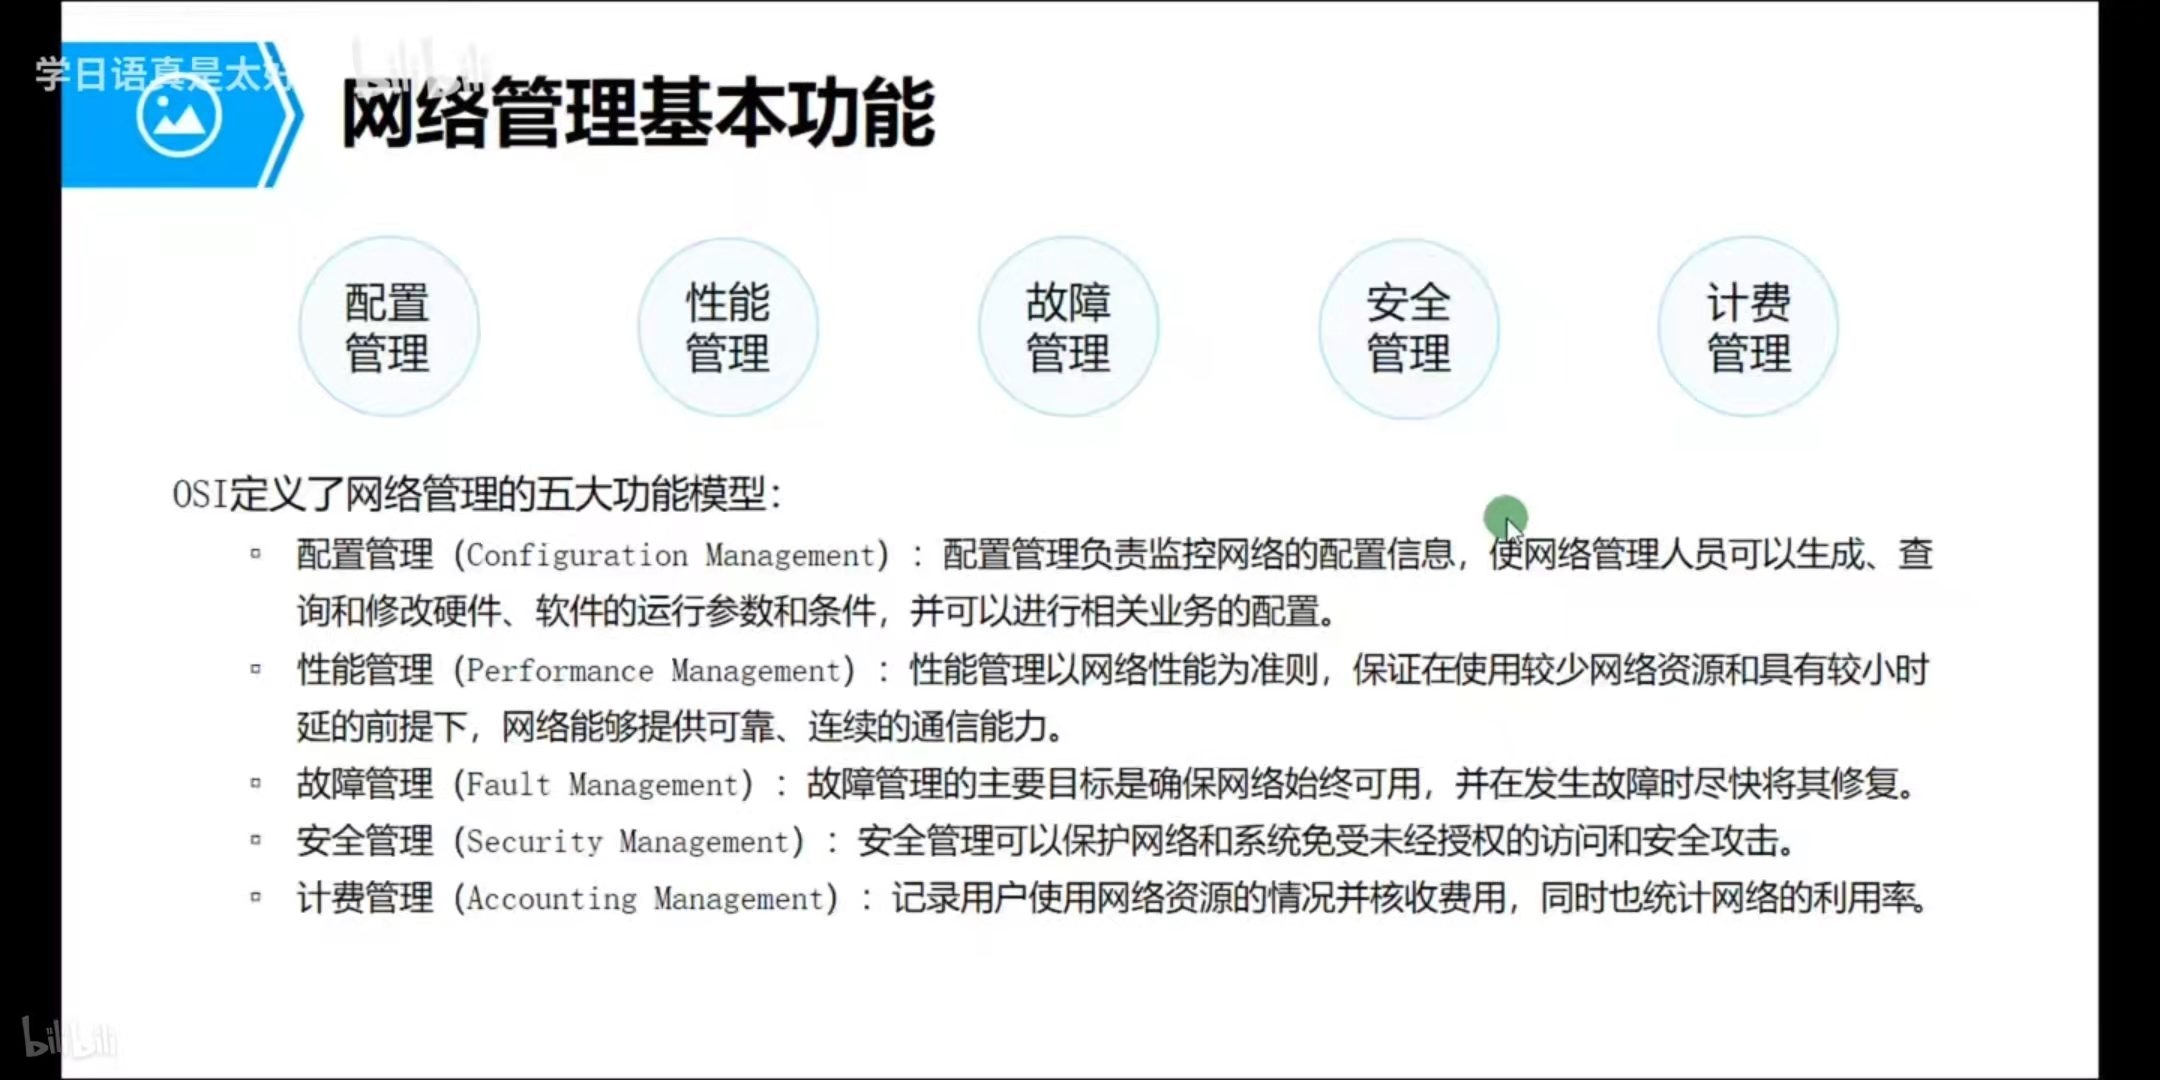 学日语真是太好
bilibili
网络管理基本功能
配置
管理
性能
管理
故障
管理
安全
管理
计费
管理
OSI定义了网络管理的五大功能模型：
▫ 配置管理（Configuration Management）：配置管理负责监控网络的配置信息，使网络管理人员可以生成、查
询和修改硬件、软件的运行参数和条件，并可以进行相关业务的配置。
▫ 性能管理（Performance Management）：性能管理以网络性能为准则，保证在使用较少网络资源和具有较小时
延的前提下，网络能够提供可靠、连续的通信能力。
▫ 故障管理（Fault Management）：故障管理的主要目标是确保网络始终可用，并在发生故障时尽快将其修复。
▫ 安全管理（Security Management）：安全管理可以保护网络和系统免受未经授权的访问和安全攻击。
▫ 计费管理（Accounting Management）：记录用户使用网络资源的情况并核收费用，同时也统计网络的利用率。
bilibili